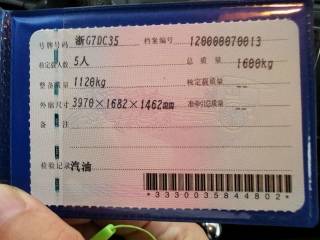 号牌号码 浙G7DC35 档案编号 120000070013
核定载人数 5人 总质量 1600kg
整备质量 1120kg 核定载质量 --
外廓尺寸 3970×1682×1462mm 准牵引总质量 --
备注
检验记录 汽油
*3330035844802*